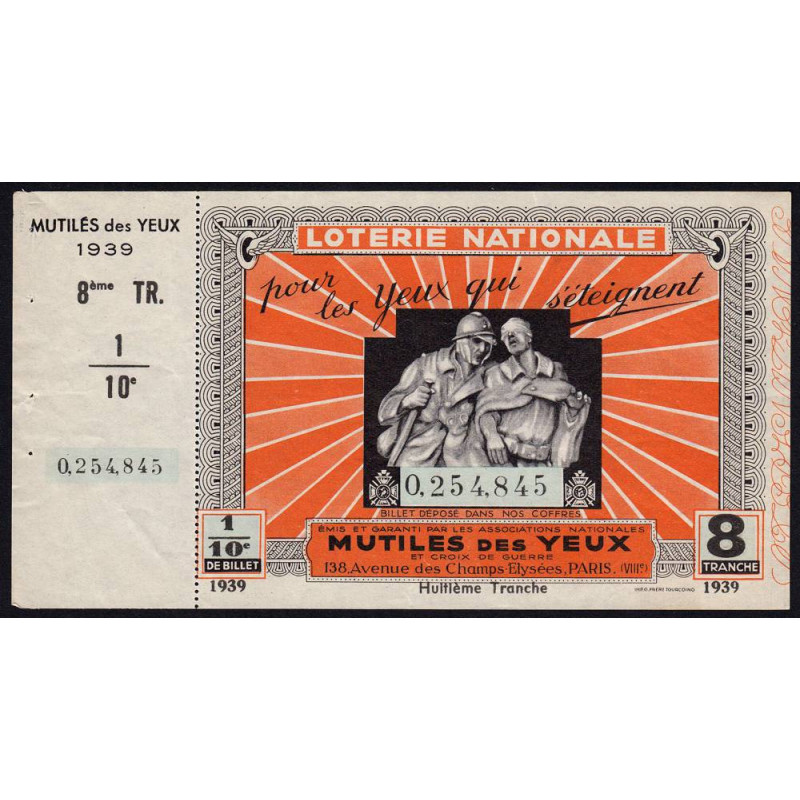 MUTILÉS des YEUX
1939
8ème TR.
1
10e
0,254,845
LOTERIE NATIONALE
pour les Yeux qui s'éteignent
0,254,845
BILLET DÉPOSÉ DANS NOS COFFRES
ÉMIS ET GARANTI PAR LES ASSOCIATIONS NATIONALES
MUTILES DES YEUX
ET CROIX DE GUERRE
138, Avenue des Champs-Elysées, PARIS. (VIIIe)
1
10e
DE BILLET
1939
Huitième Tranche
8
TRANCHE
1939